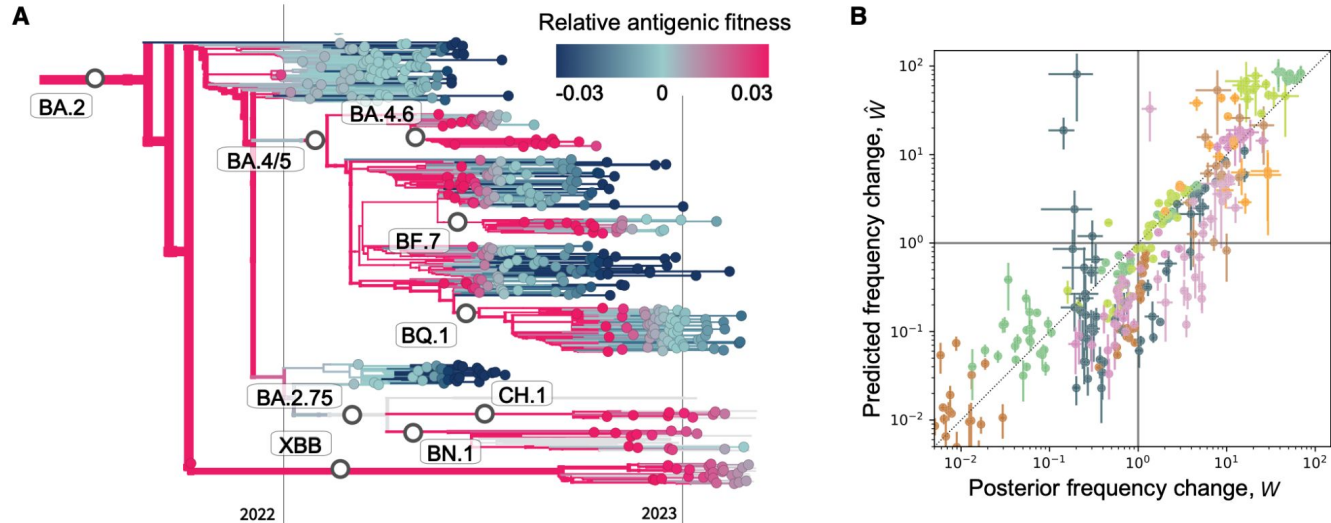 A
Relative antigenic fitness
-0.03 0 0.03
BA.2
BA.4.6
BA.4/5
BF.7
BQ.1
BA.2.75
CH.1
XBB
BN.1
2022
2023
B
Predicted frequency change, Ŵ
10²
10¹
10⁰
10⁻¹
10⁻²
10⁻² 10⁻¹ 10⁰ 10¹ 10²
Posterior frequency change, W